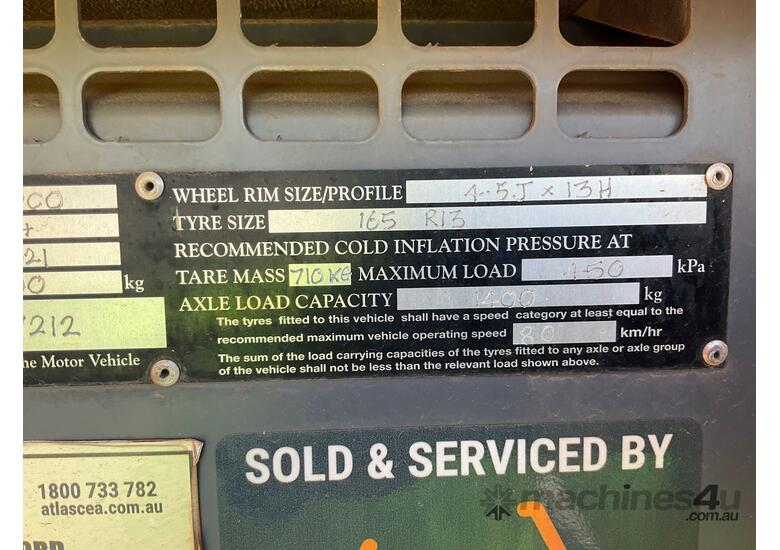 WHEEL RIM SIZE/PROFILE 4.5J x 13H
TYRE SIZE 165 R13
RECOMMENDED COLD INFLATION PRESSURE AT
TARE MASS 710 KG MAXIMUM LOAD 450 kPa
AXLE LOAD CAPACITY 1400 kg
The tyres fitted to this vehicle shall have a speed category at least equal to the
recommended maximum vehicle operating speed 80 km/hr
The sum of the load carrying capacities of the tyres fitted to any axle or axle group
of the vehicle shall not be less than the relevant load shown above.
CO
21
0 kg
212
ne Motor Vehicle
1800 733 782
atlascea.com.au
SOLD & SERVICED BY
machines4u
.com.au